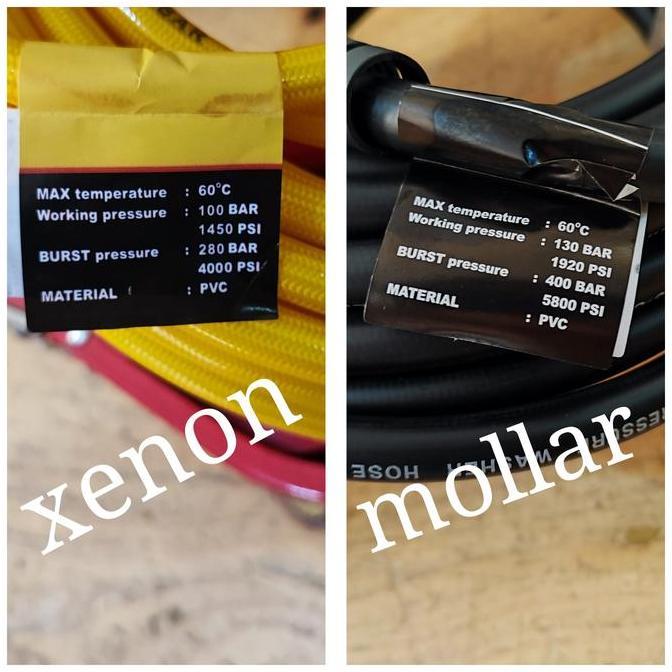 MAX temperature : 60°C
Working pressure : 100 BAR
1450 PSI
BURST pressure : 280 BAR
4000 PSI
MATERIAL : PVC
xenon
MAX temperature : 60°C
Working pressure : 130 BAR
1920 PSI
BURST pressure : 400 BAR
5800 PSI
MATERIAL : PVC
WASHER HOSE
mollar